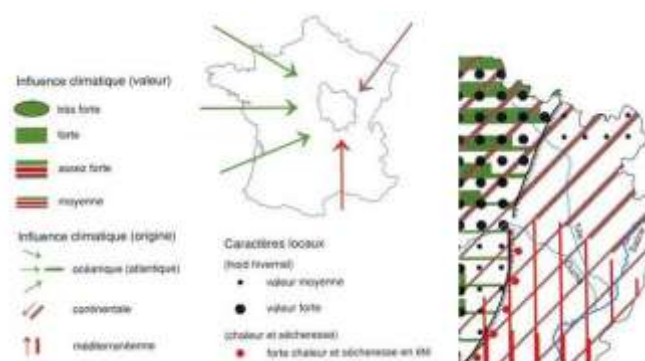 Influence climatique (valeur)
très forte
forte
assez forte
moyenne
Influence climatique (origine)
océanique (atlantique)
continentale
méditerranéenne
Caractères locaux
(froid hivernal)
valeur moyenne
valeur forte
(chaleur et sécheresse)
forte chaleur et sécheresse en été